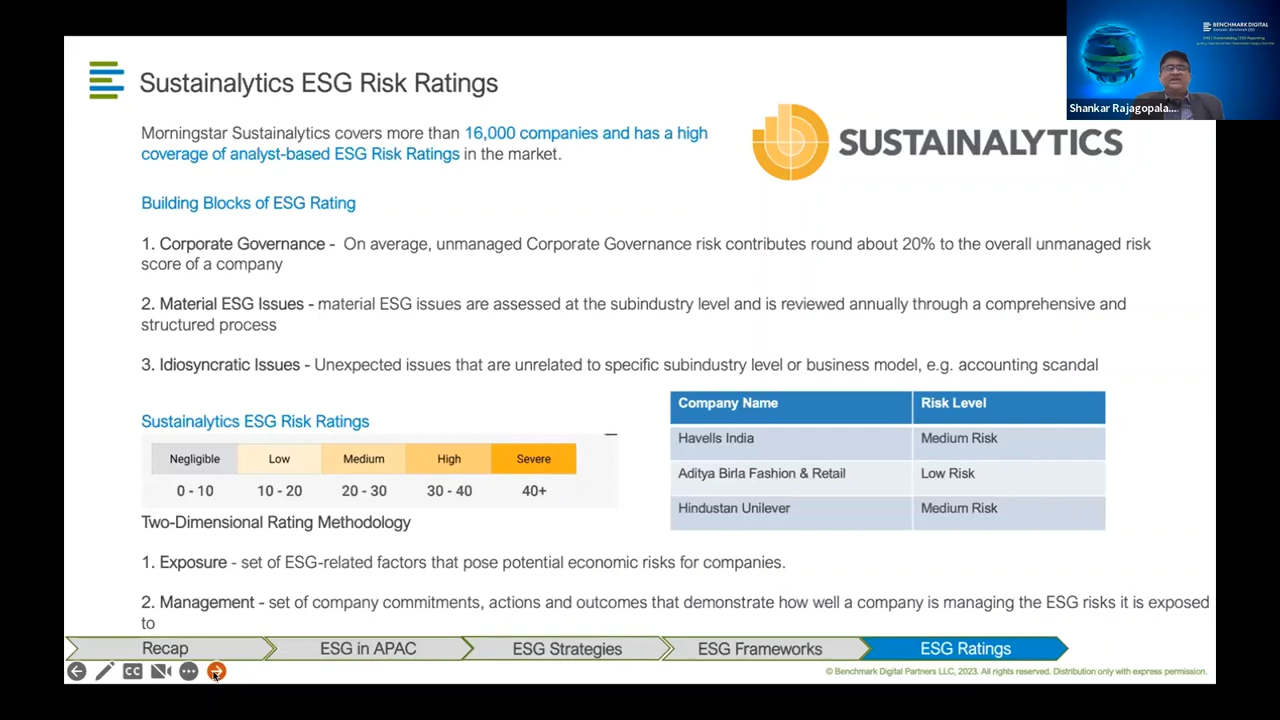 Sustainalytics ESG Risk Ratings
BENCHMARK DIGITAL
Shankar Rajagopala...
Morningstar Sustainalytics covers more than 16,000 companies and has a high
coverage of analyst-based ESG Risk Ratings in the market.
SUSTAINALYTICS
Building Blocks of ESG Rating
1. Corporate Governance - On average, unmanaged Corporate Governance risk contributes round about 20% to the overall unmanaged risk
score of a company
2. Material ESG Issues - material ESG issues are assessed at the subindustry level and is reviewed annually through a comprehensive and
structured process
3. Idiosyncratic Issues - Unexpected issues that are unrelated to specific subindustry level or business model, e.g. accounting scandal
Sustainalytics ESG Risk Ratings
Negligible Low Medium High Severe
0 - 10 10 - 20 20 - 30 30 - 40 40+
Company Name Risk Level
Havells India Medium Risk
Aditya Birla Fashion & Retail Low Risk
Hindustan Unilever Medium Risk
Two-Dimensional Rating Methodology
1. Exposure - set of ESG-related factors that pose potential economic risks for companies.
2. Management - set of company commitments, actions and outcomes that demonstrate how well a company is managing the ESG risks it is exposed
to
Recap ESG in APAC ESG Strategies ESG Frameworks ESG Ratings
CC
© Benchmark Digital Partners LLC, 2023. All rights reserved. Distribution only with express permission.